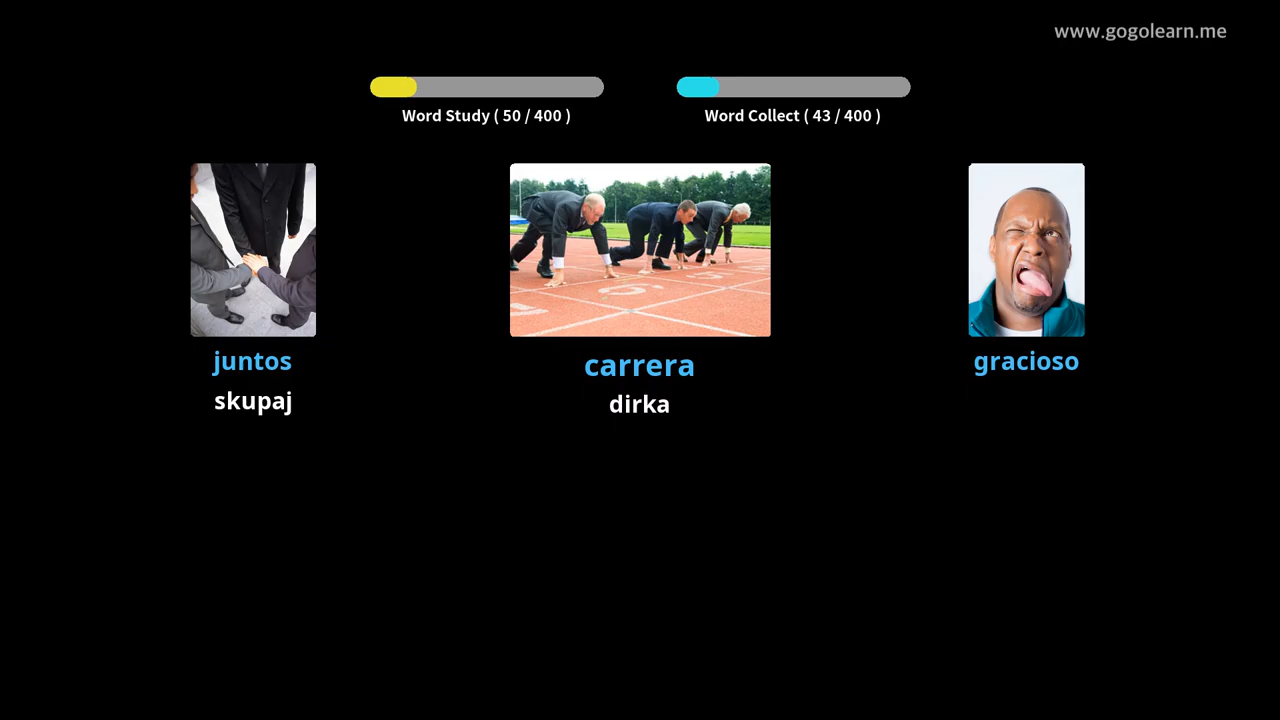 www.gogolearn.me
Word Study ( 50 / 400 )
Word Collect ( 43 / 400 )
juntos
skupaj
carrera
dirka
gracioso